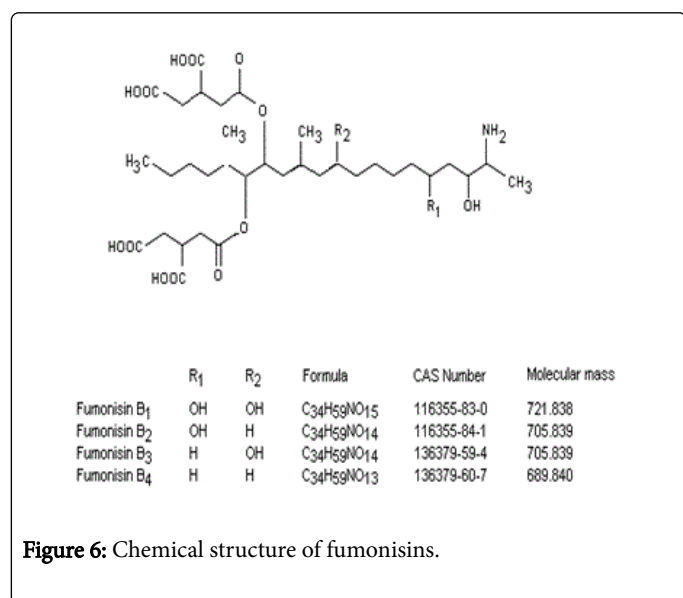 HOOC O
HOOC O
CH3 CH3 R2 NH2
H3C CH3
R1 OH
O
HOOC
HOOC O
R1 R2 Formula CAS Number Molecular mass
Fumonisin B1 OH OH C34H59NO15 116355-83-0 721.838
Fumonisin B2 OH H C34H59NO14 116355-84-1 705.839
Fumonisin B3 H OH C34H59NO14 136379-59-4 705.839
Fumonisin B4 H H C34H59NO13 136379-60-7 689.840
Figure 6: Chemical structure of fumonisins.